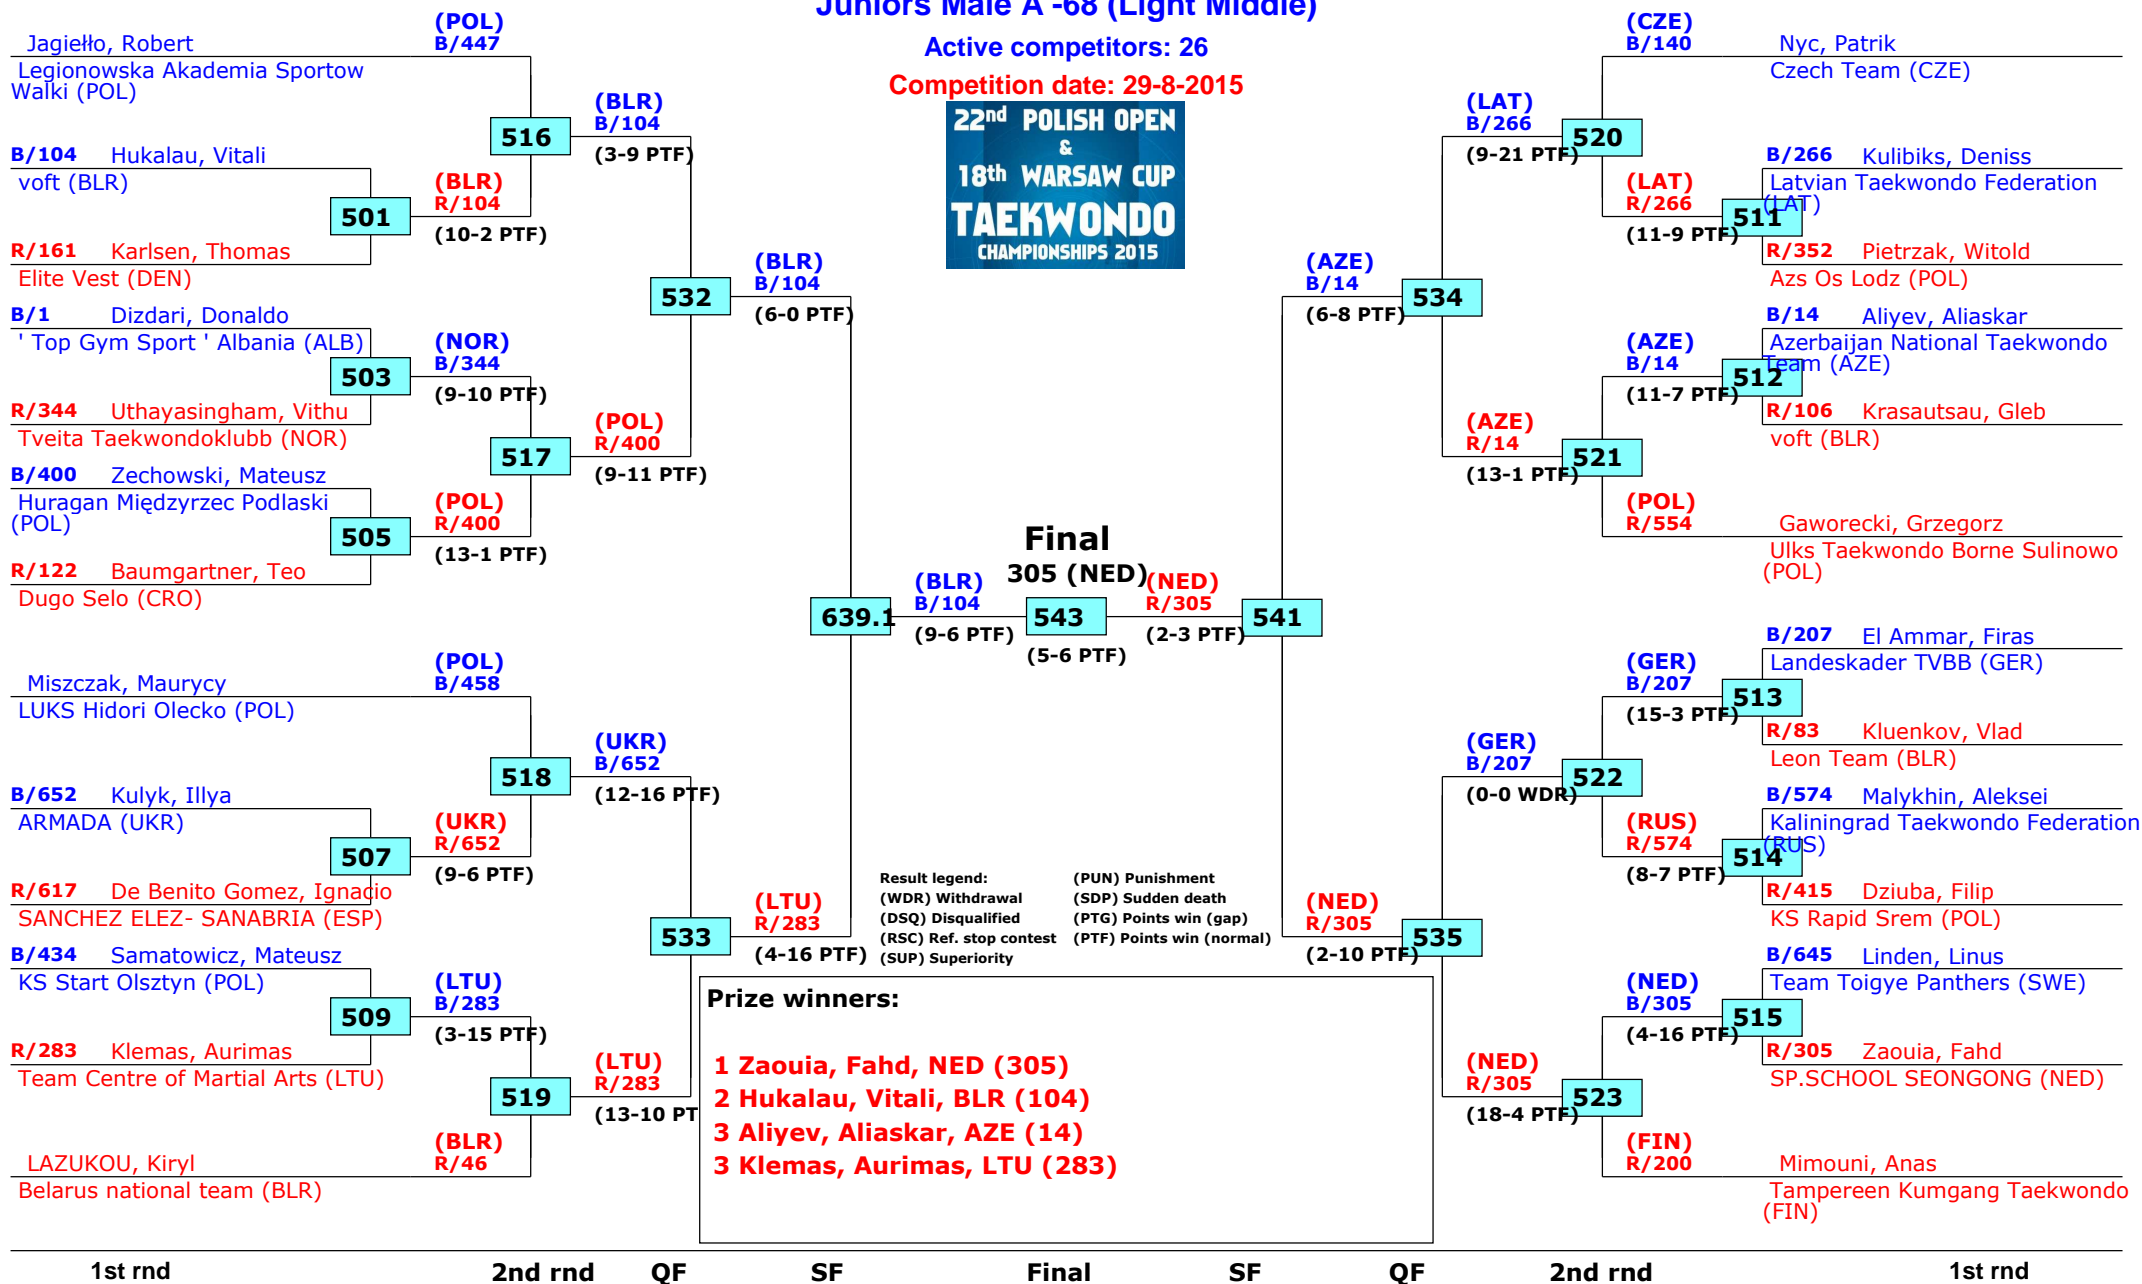 Juniors Male A -68 (Light Middle)
Active competitors: 26
Competition date: 29-8-2015
22nd POLISH OPEN
&
18th WARSAW CUP
TAEKWONDO
CHAMPIONSHIPS 2015
(POL)
B/447
Jagiełło, Robert
Legionowska Akademia Sportow
Walki (POL)
516
(BLR)
B/104
(3-9 PTF)
B/104 Hukalau, Vitali
voft (BLR)
501
(BLR)
R/104
(10-2 PTF)
R/161 Karlsen, Thomas
Elite Vest (DEN)
532
(BLR)
B/104
(6-0 PTF)
B/1 Dizdari, Donaldo
' Top Gym Sport ' Albania (ALB)
503
(NOR)
B/344
(9-10 PTF)
R/344 Uthayasingham, Vithu
Tveita Taekwondoklubb (NOR)
517
(POL)
R/400
(9-11 PTF)
B/400 Zechowski, Mateusz
Huragan Międzyrzec Podlaski
(POL)
505
(POL)
R/400
(13-1 PTF)
R/122 Baumgartner, Teo
Dugo Selo (CRO)
639.1
(BLR)
B/104
(9-6 PTF)
Final
305 (NED)
543
(5-6 PTF)
(NED)
R/305
(2-3 PTF)
541
(POL)
B/458
Miszczak, Maurycy
LUKS Hidori Olecko (POL)
518
(UKR)
B/652
(12-16 PTF)
B/652 Kulyk, Illya
ARMADA (UKR)
507
(UKR)
R/652
(9-6 PTF)
R/617 De Benito Gomez, Ignacio
SANCHEZ ELEZ- SANABRIA (ESP)
533
(LTU)
R/283
(4-16 PTF)
B/434 Samatowicz, Mateusz
KS Start Olsztyn (POL)
509
(LTU)
B/283
(3-15 PTF)
R/283 Klemas, Aurimas
Team Centre of Martial Arts (LTU)
519
(LTU)
R/283
(13-10 PT
(BLR)
R/46
LAZUKOU, Kiryl
Belarus national team (BLR)
(CZE)
B/140
Nyc, Patrik
Czech Team (CZE)
(LAT)
B/266
(9-21 PTF)
520
B/266 Kulibiks, Deniss
Latvian Taekwondo Federation
(LAT)
(LAT)
R/266
(11-9 PTF)
511
R/352 Pietrzak, Witold
Azs Os Lodz (POL)
(AZE)
B/14
(6-8 PTF)
534
B/14 Aliyev, Aliaskar
Azerbaijan National Taekwondo
Team (AZE)
(AZE)
B/14
(11-7 PTF)
512
R/106 Krasautsau, Gleb
voft (BLR)
(AZE)
R/14
(13-1 PTF)
521
(POL)
R/554
Gaworecki, Grzegorz
Ulks Taekwondo Borne Sulinowo
(POL)
B/207 El Ammar, Firas
Landeskader TVBB (GER)
(GER)
B/207
(15-3 PTF)
513
R/83 Kluenkov, Vlad
Leon Team (BLR)
(GER)
B/207
(0-0 WDR)
522
B/574 Malykhin, Aleksei
Kaliningrad Taekwondo Federation
(RUS)
(RUS)
R/574
(8-7 PTF)
514
R/415 Dziuba, Filip
KS Rapid Srem (POL)
(NED)
R/305
(2-10 PTF)
535
B/645 Linden, Linus
Team Toigye Panthers (SWE)
(NED)
B/305
(4-16 PTF)
515
R/305 Zaouia, Fahd
SP.SCHOOL SEONGONG (NED)
(NED)
R/305
(18-4 PTF)
523
(FIN)
R/200
Mimouni, Anas
Tampereen Kumgang Taekwondo
(FIN)
Result legend: (PUN) Punishment
(WDR) Withdrawal (SDP) Sudden death
(DSQ) Disqualified (PTG) Points win (gap)
(RSC) Ref. stop contest (PTF) Points win (normal)
(SUP) Superiority
Prize winners:
1 Zaouia, Fahd, NED (305)
2 Hukalau, Vitali, BLR (104)
3 Aliyev, Aliaskar, AZE (14)
3 Klemas, Aurimas, LTU (283)
1st rnd 2nd rnd QF SF Final SF QF 2nd rnd 1st rnd